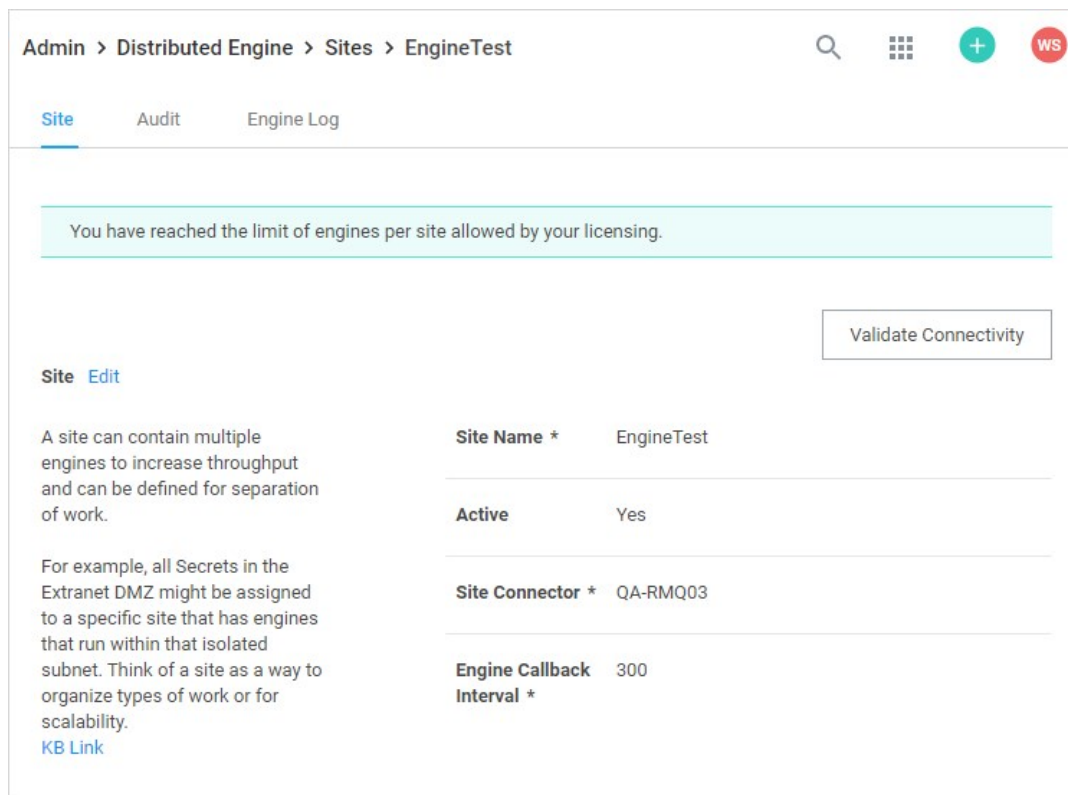 Admin > Distributed Engine > Sites > EngineTest
WS
Site Audit Engine Log
You have reached the limit of engines per site allowed by your licensing.
Validate Connectivity
Site Edit
A site can contain multiple
engines to increase throughput
and can be defined for separation
of work.
For example, all Secrets in the
Extranet DMZ might be assigned
to a specific site that has engines
that run within that isolated
subnet. Think of a site as a way to
organize types of work or for
scalability.
KB Link
Site Name * EngineTest
Active Yes
Site Connector * QA-RMQ03
Engine Callback 300
Interval *